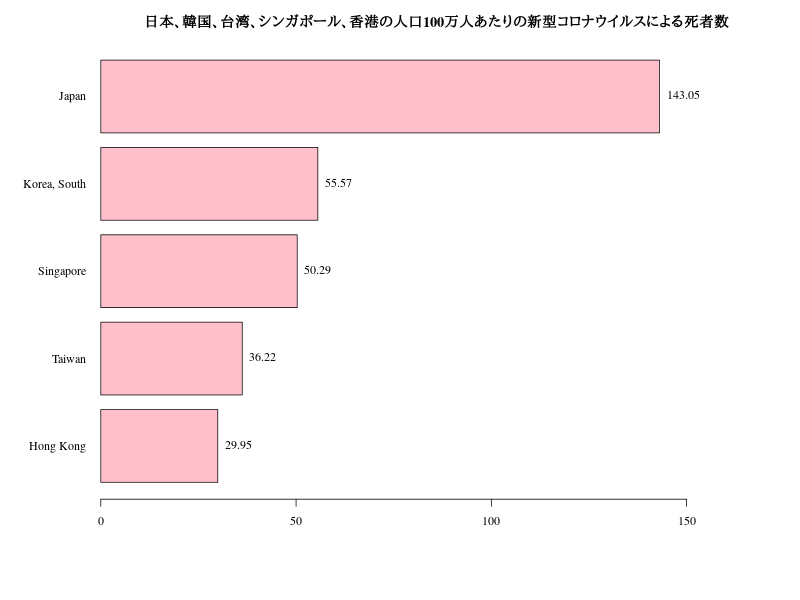 日本、韓国、台湾、シンガポール、香港の人口100万人あたりの新型コロナウイルスによる死者数
Japan 143.05
Korea, South 55.57
Singapore 50.29
Taiwan 36.22
Hong Kong 29.95
0 50 100 150